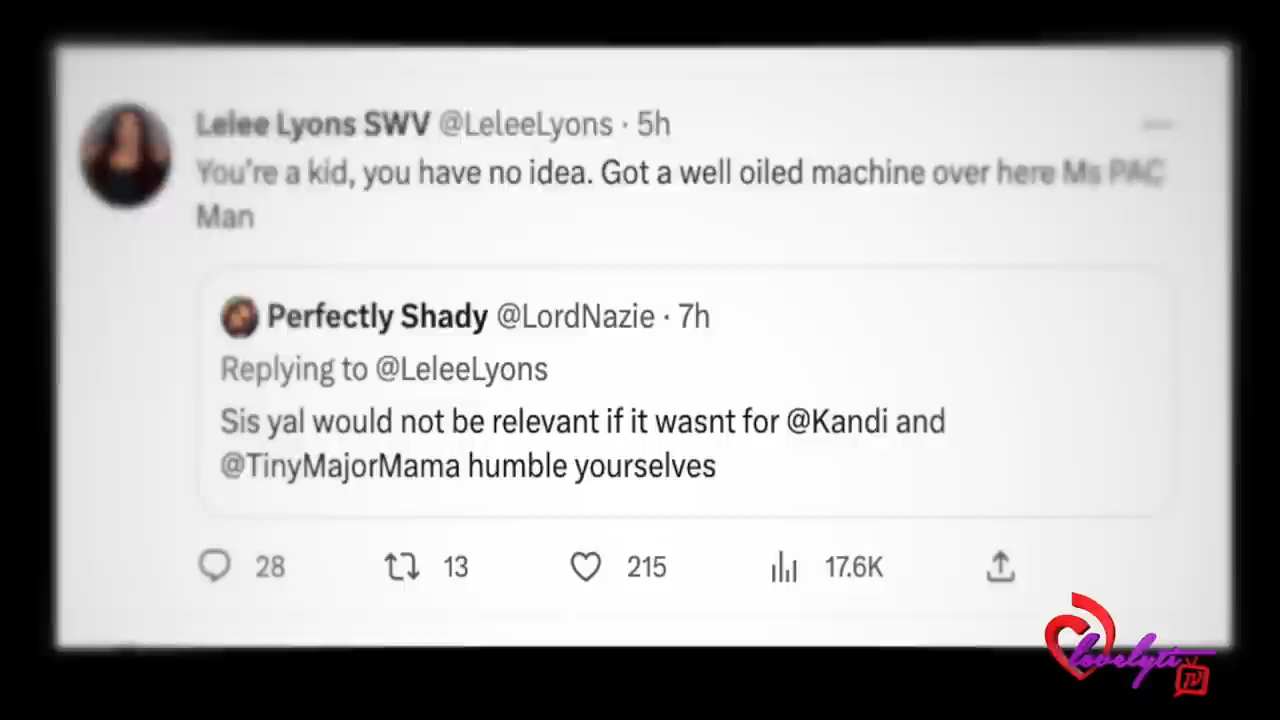 Lelee Lyons SWV @LeleeLyons · 5h
You're a kid, you have no idea. Got a well oiled machine over here Ms PAC
Man
Perfectly Shady @LordNazie · 7h
Replying to @LeleeLyons
Sis yal would not be relevant if it wasnt for @Kandi and
@TinyMajorMama humble yourselves
28 13 215 17.6K
lovelyti
TV